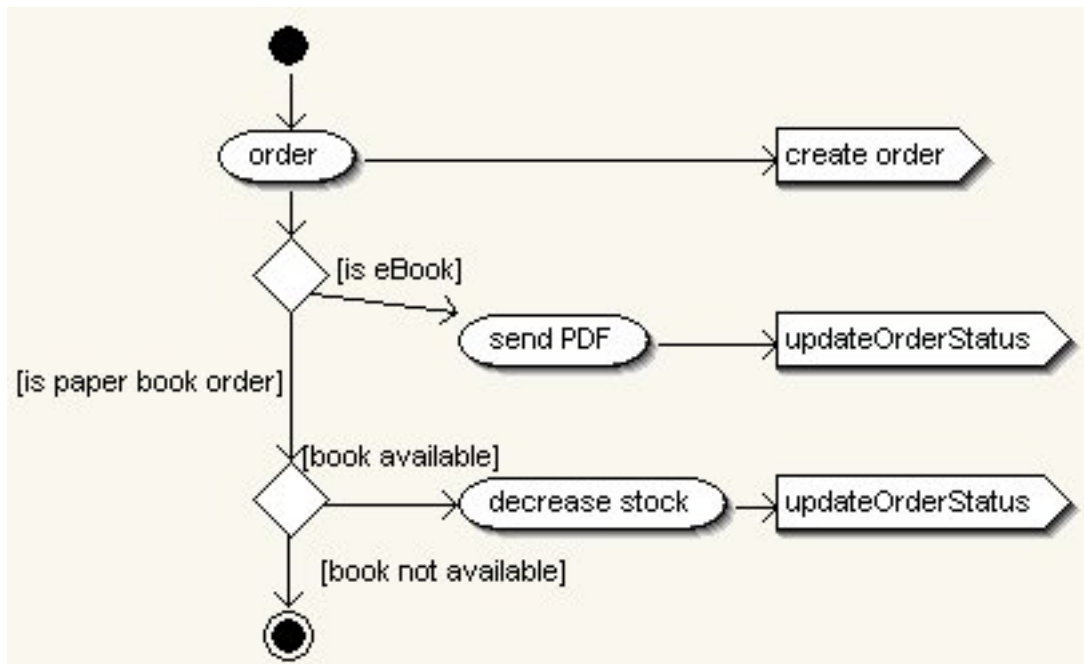 order
create order
[is eBook]
send PDF
updateOrderStatus
[is paper book order]
[book available]
decrease stock
updateOrderStatus
[book not available]